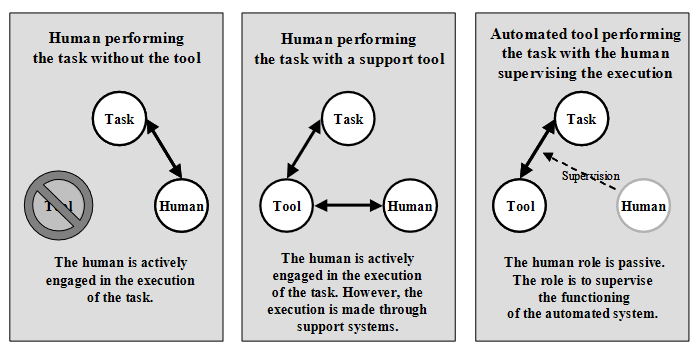 Human performing
the task without the tool
Task
Tool
Human
The human is actively
engaged in the execution
of the task.
Human performing
the task with a support tool
Task
Tool
Human
The human is actively
engaged in the execution
of the task. However, the
execution is made through
support systems.
Automated tool performing
the task with the human
supervising the execution
Task
Supervision
Tool
Human
The human role is passive.
The role is to supervise
the functioning
of the automated system.